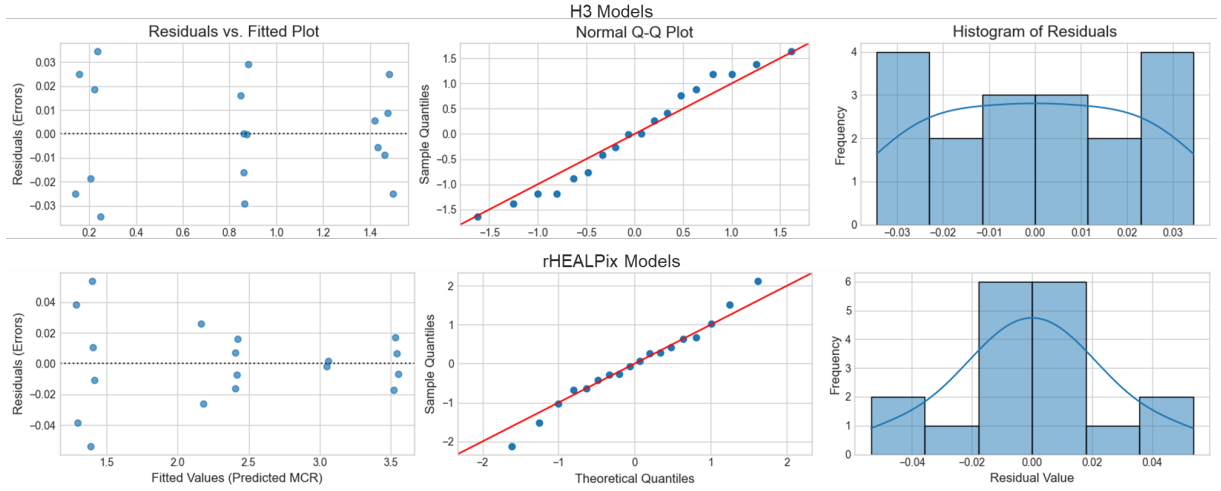 H3 Models
Residuals vs. Fitted Plot
Residuals (Errors)
0.03
0.02
0.01
0.00
−0.01
−0.02
−0.03
0.2 0.4 0.6 0.8 1.0 1.2 1.4
Normal Q-Q Plot
Sample Quantiles
1.5
1.0
0.5
0.0
−0.5
−1.0
−1.5
−1.5 −1.0 −0.5 0.0 0.5 1.0 1.5
Histogram of Residuals
Frequency
4
3
2
1
0
−0.03 −0.02 −0.01 0.00 0.01 0.02 0.03
rHEALPix Models
Residuals (Errors)
0.04
0.02
0.00
−0.02
−0.04
1.5 2.0 2.5 3.0 3.5
Fitted Values (Predicted MCR)
Sample Quantiles
2
1
0
−1
−2
−2 −1 0 1 2
Theoretical Quantiles
Frequency
6
5
4
3
2
1
0
−0.04 −0.02 0.00 0.02 0.04
Residual Value